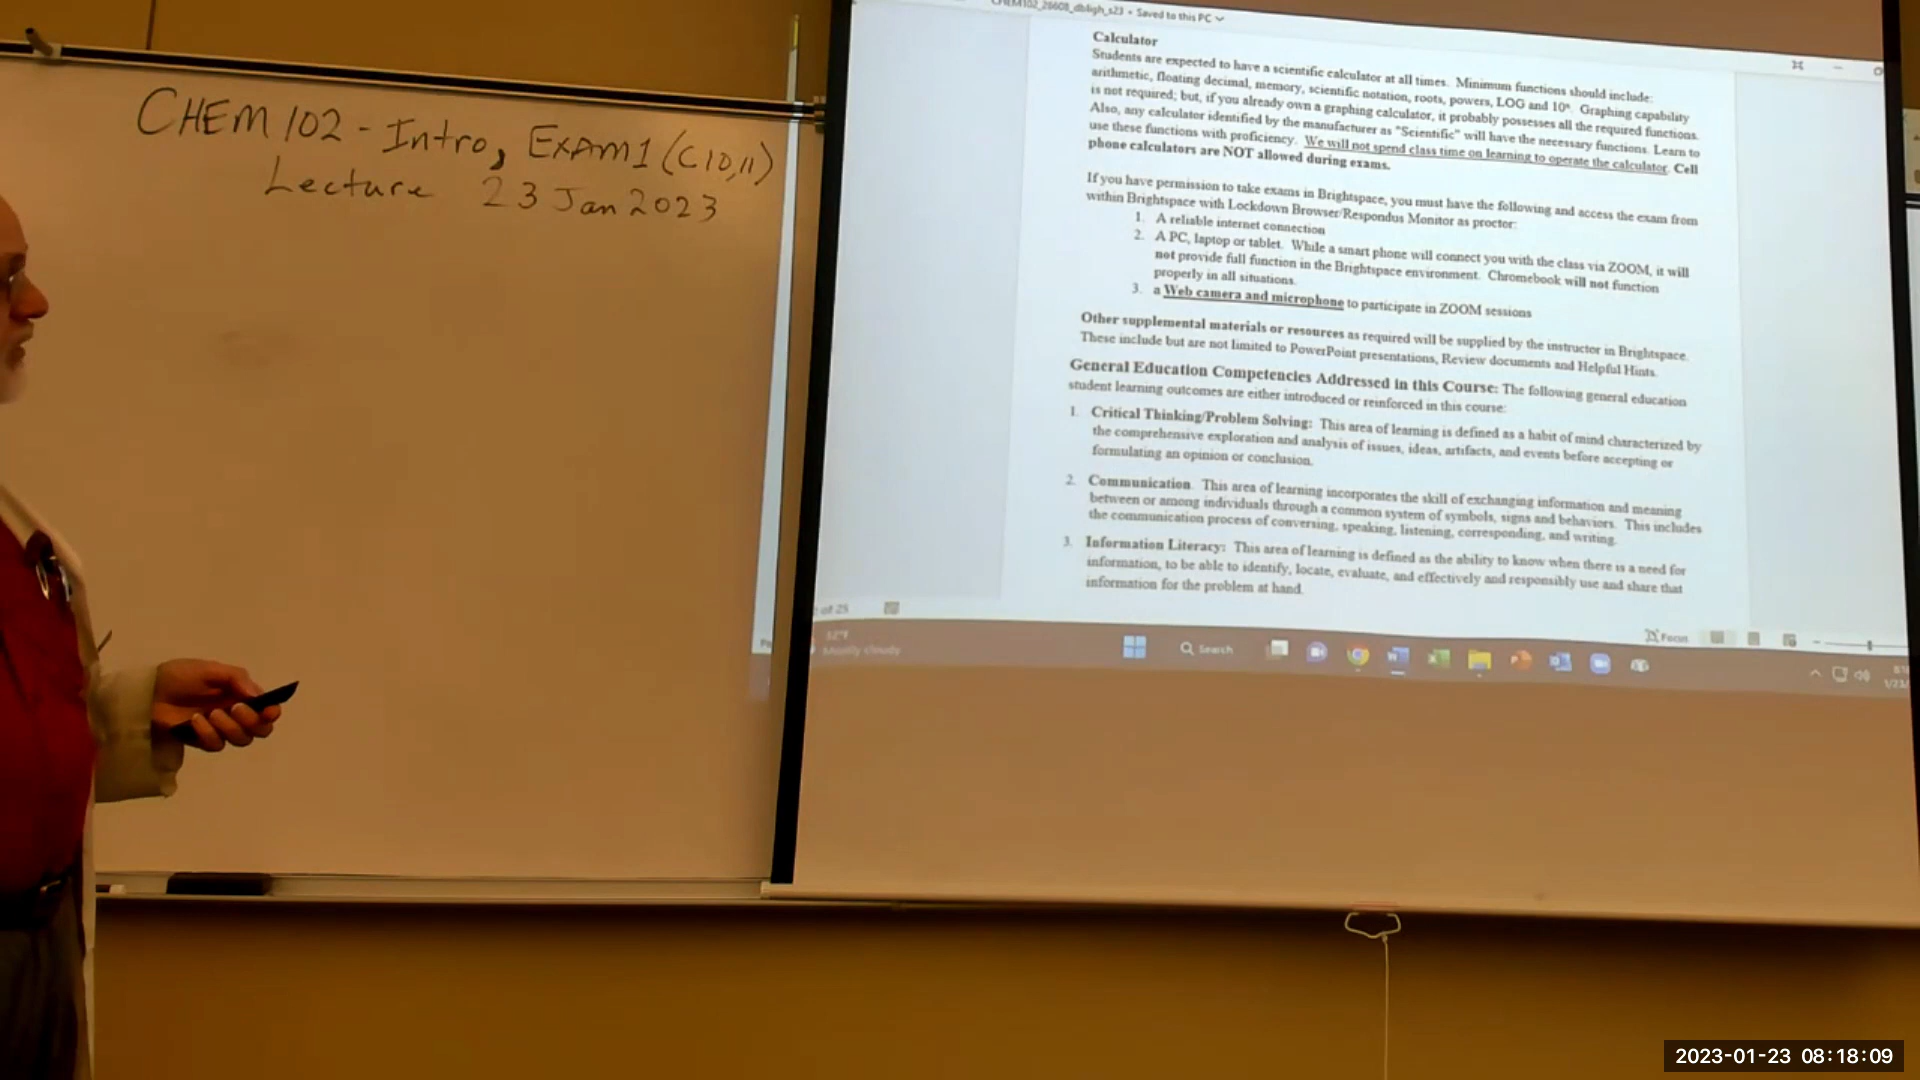 CHEM 102 - Intro, EXAM 1 (C10,11)
Lecture 23 Jan 2023
CHEM102_28608_dbligh_s23 • Saved to this PC
Calculator
Students are expected to have a scientific calculator at all times. Minimum functions should include:
arithmetic, floating decimal, memory, scientific notation, roots, powers, LOG and 10ˣ. Graphing capability
is not required; but, if you already own a graphing calculator, it probably possesses all the required functions.
Also, any calculator identified by the manufacturer as "Scientific" will have the necessary functions. Learn to
use these functions with proficiency. We will not spend class time on learning to operate the calculator. Cell
phone calculators are NOT allowed during exams.
If you have permission to take exams in Brightspace, you must have the following and access the exam from
within Brightspace with Lockdown Browser/Respondus Monitor as proctor:
1. A reliable internet connection
2. A PC, laptop or tablet. While a smart phone will connect you with the class via ZOOM, it will
not provide full function in the Brightspace environment. Chromebook will not function
properly in all situations.
3. a Web camera and microphone to participate in ZOOM sessions
Other supplemental materials or resources as required will be supplied by the instructor in Brightspace.
These include but are not limited to PowerPoint presentations, Review documents and Helpful Hints.
General Education Competencies Addressed in this Course: The following general education
student learning outcomes are either introduced or reinforced in this course:
1. Critical Thinking/Problem Solving: This area of learning is defined as a habit of mind characterized by
the comprehensive exploration and analysis of issues, ideas, artifacts, and events before accepting or
formulating an opinion or conclusion.
2. Communication. This area of learning incorporates the skill of exchanging information and meaning
between or among individuals through a common system of symbols, signs and behaviors. This includes
the communication process of conversing, speaking, listening, corresponding, and writing.
3. Information Literacy: This area of learning is defined as the ability to know when there is a need for
information, to be able to identify, locate, evaluate, and effectively and responsibly use and share that
information for the problem at hand.
of 25
Focus
32°F
Mostly cloudy
Search
2023-01-23 08:18:09